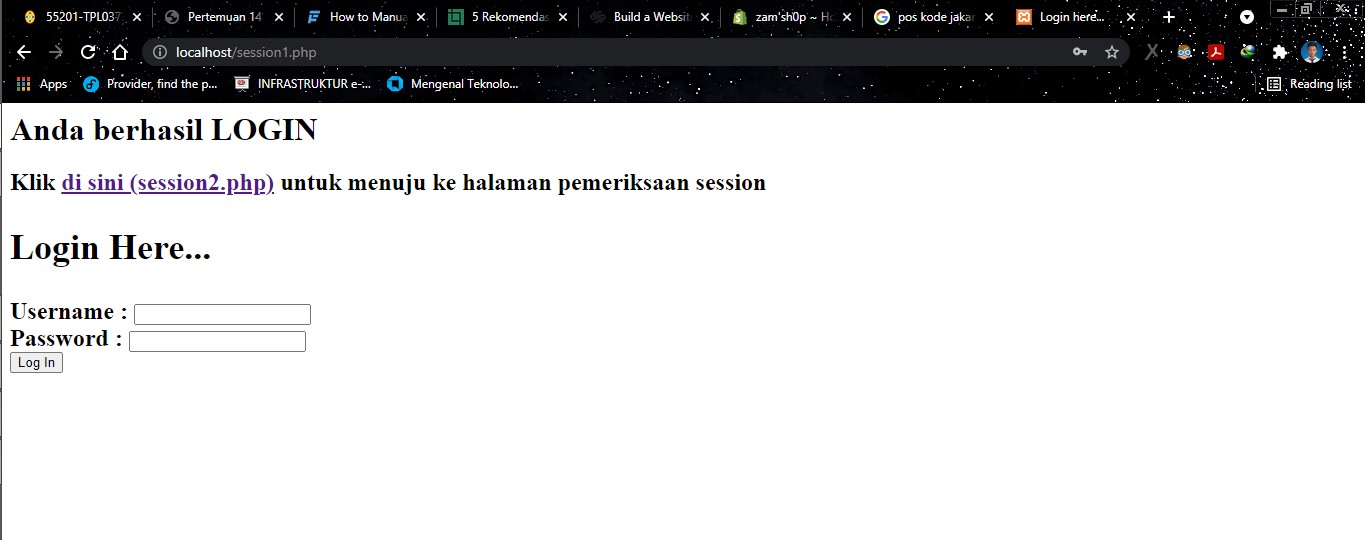 55201-TPL037
Pertemuan 14
How to Manua
5 Rekomendas
Build a Websit
zam'sh0p ~ Ho
pos kode jakar
Login here...
localhost/session1.php
Apps
Provider, find the p...
INFRASTRUKTUR e-...
Mengenal Teknolo...
Reading list
Anda berhasil LOGIN
Klik di sini (session2.php) untuk menuju ke halaman pemeriksaan session
Login Here...
Username :
Password :
Log In